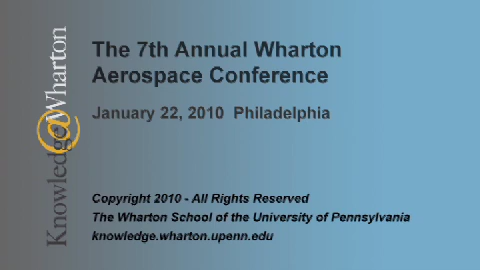 Knowledge@Wharton
The 7th Annual Wharton
Aerospace Conference
January 22, 2010 Philadelphia
Copyright 2010 - All Rights Reserved
The Wharton School of the University of Pennsylvania
knowledge.wharton.upenn.edu